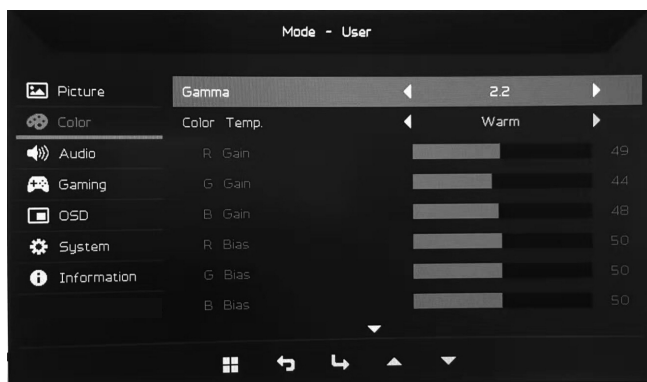 Mode - User
Picture
Gamma 2.2
Color
Color Temp. Warm
Audio
R Gain 49
Gaming
G Gain 44
OSD
B Gain 48
System
R Bias 50
Information
G Bias 50
B Bias 50